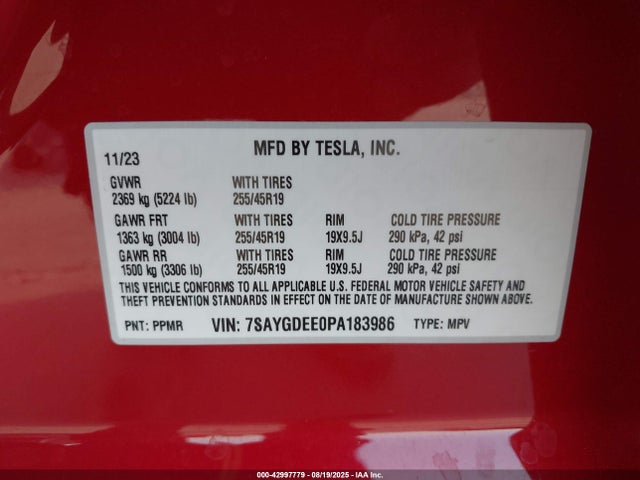 MFD BY TESLA, INC.
11/23
GVWR WITH TIRES
2369 kg (5224 lb) 255/45R19
GAWR FRT WITH TIRES RIM COLD TIRE PRESSURE
1363 kg (3004 lb) 255/45R19 19X9.5J 290 kPa, 42 psi
GAWR RR WITH TIRES RIM COLD TIRE PRESSURE
1500 kg (3306 lb) 255/45R19 19X9.5J 290 kPa, 42 psi
THIS VEHICLE CONFORMS TO ALL APPLICABLE U.S. FEDERAL MOTOR VEHICLE SAFETY AND
THEFT PREVENTION STANDARDS IN EFFECT ON THE DATE OF MANUFACTURE SHOWN ABOVE.
PNT: PPMR VIN: 7SAYGDEE0PA183986 TYPE: MPV
000-42997779 - 08/19/2025 - IAA Inc.